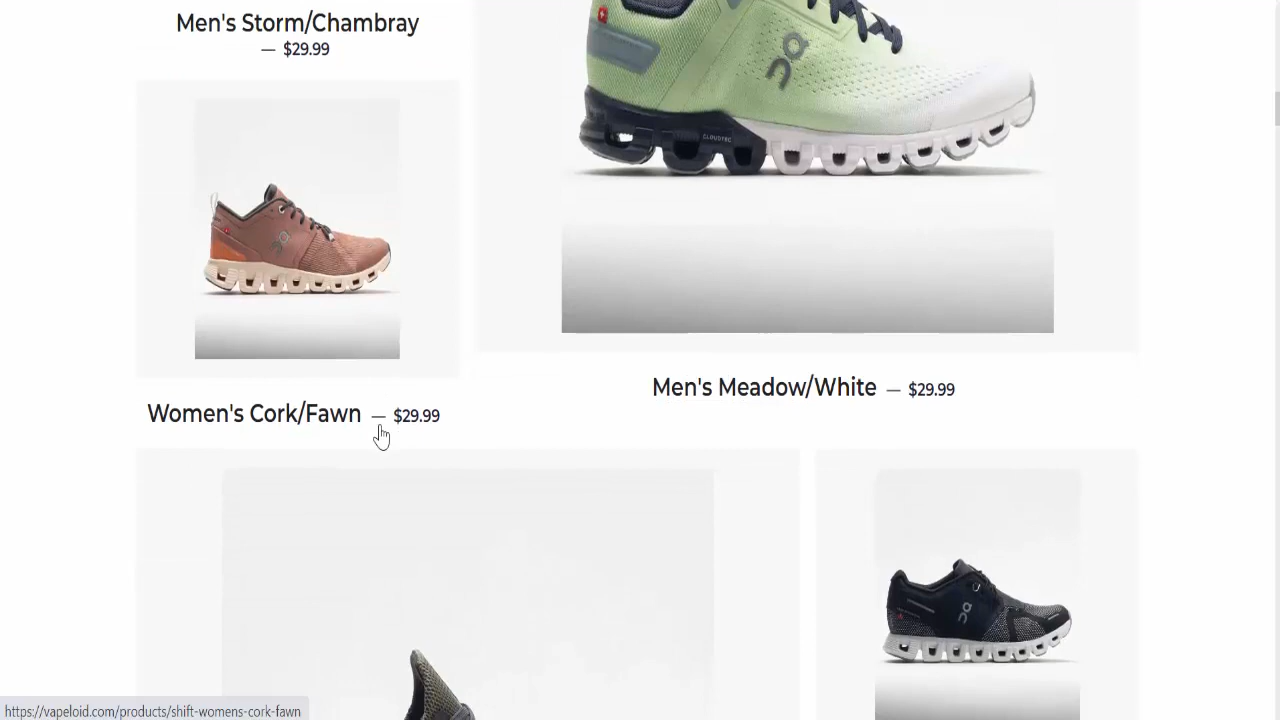 Men's Storm/Chambray
— $29.99
CLOUDTEC
Women's Cork/Fawn — $29.99
Men's Meadow/White — $29.99
https://vapeloid.com/products/shift-womens-cork-fawn